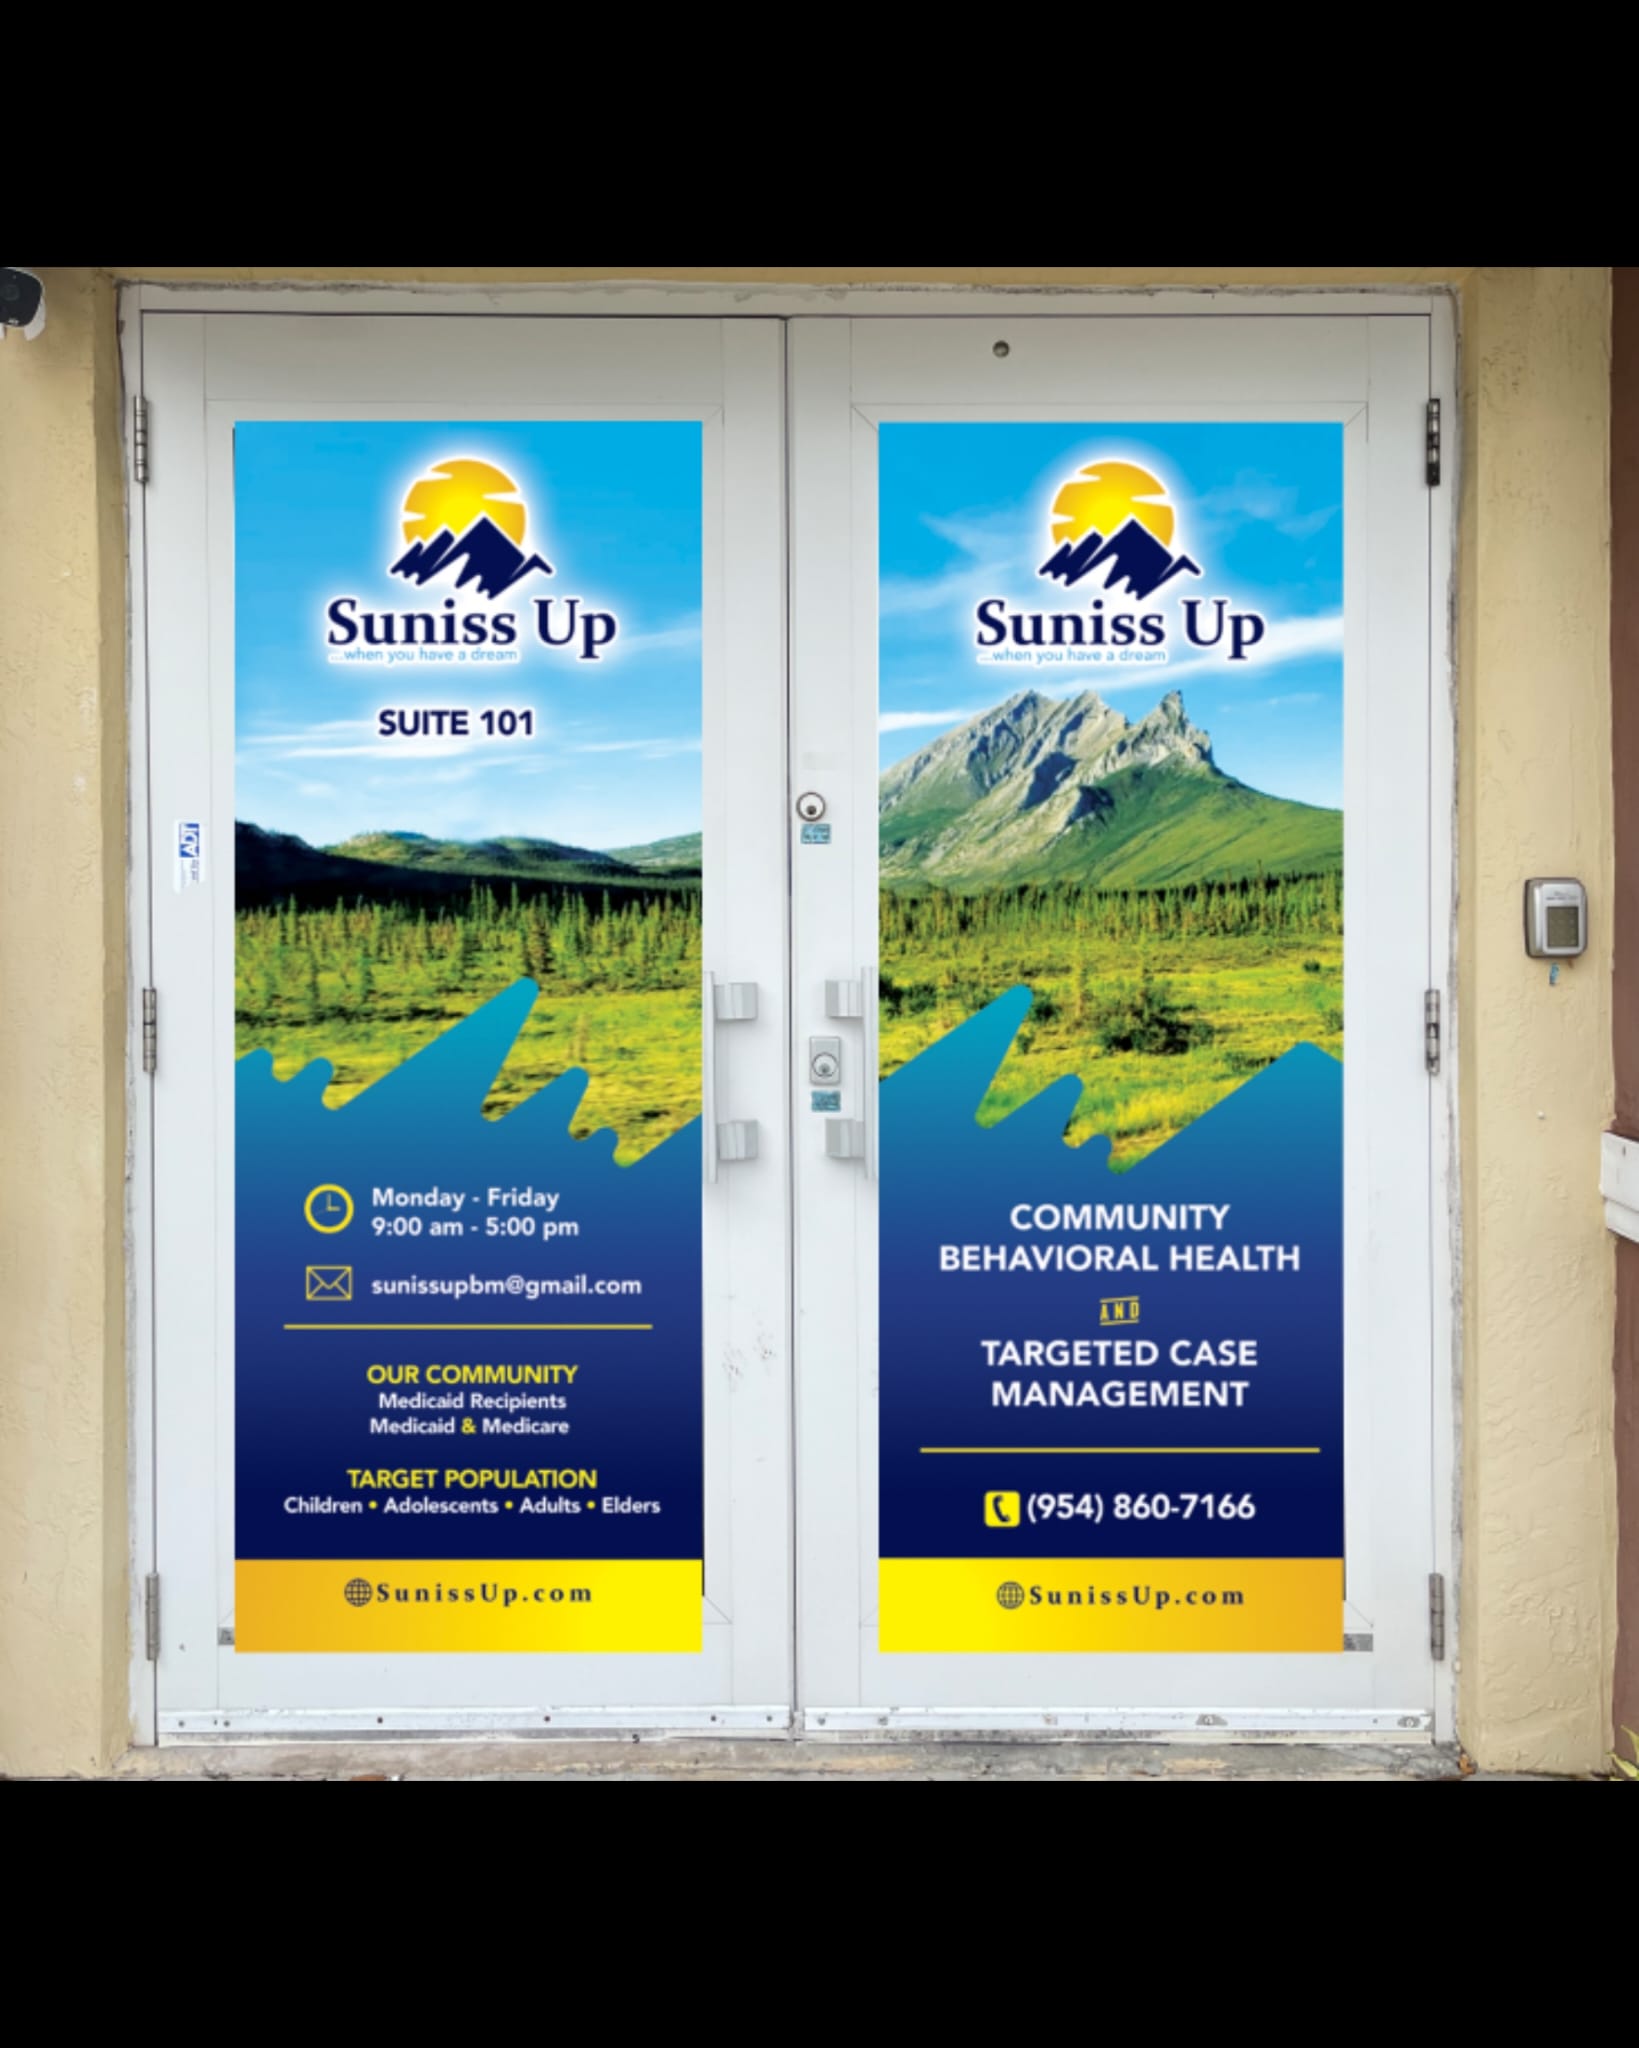 Suniss Up
...when you have a dream
SUITE 101
Monday - Friday
9:00 am - 5:00 pm
sunissupbm@gmail.com
OUR COMMUNITY
Medicaid Recipients
Medicaid & Medicare
TARGET POPULATION
Children • Adolescents • Adults • Elders
SunissUp.com
ADT
Suniss Up
...when you have a dream
COMMUNITY
BEHAVIORAL HEALTH
AND
TARGETED CASE
MANAGEMENT
(954) 860-7166
SunissUp.com